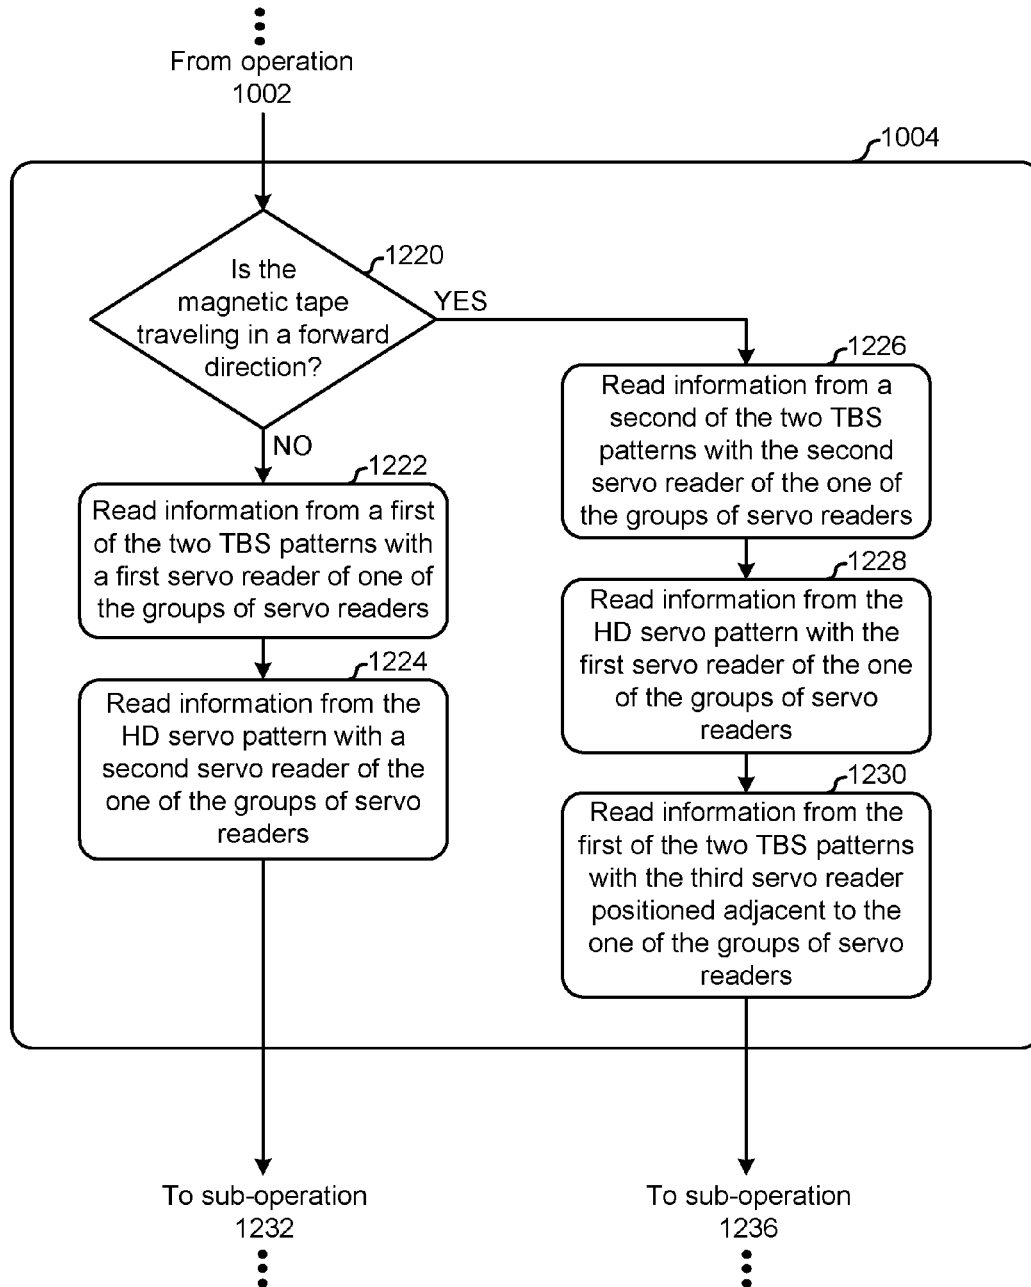 From operation
1002
1004
1220
Is the
magnetic tape
traveling in a forward
direction?
YES
NO
1222
Read information from a first
of the two TBS patterns with
a first servo reader of one of
the groups of servo readers
1224
Read information from the
HD servo pattern with a
second servo reader of the
one of the groups of servo
readers
1226
Read information from a
second of the two TBS
patterns with the second
servo reader of the one of
the groups of servo readers
1228
Read information from the
HD servo pattern with the
first servo reader of the one
of the groups of servo
readers
1230
Read information from the
first of the two TBS patterns
with the third servo reader
positioned adjacent to the
one of the groups of servo
readers
To sub-operation
1232
To sub-operation
1236